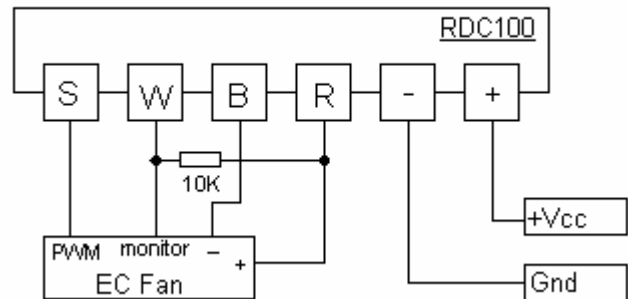 RDC100
S W B R - +
10K
+Vcc
PWM monitor - +
EC Fan
Gnd